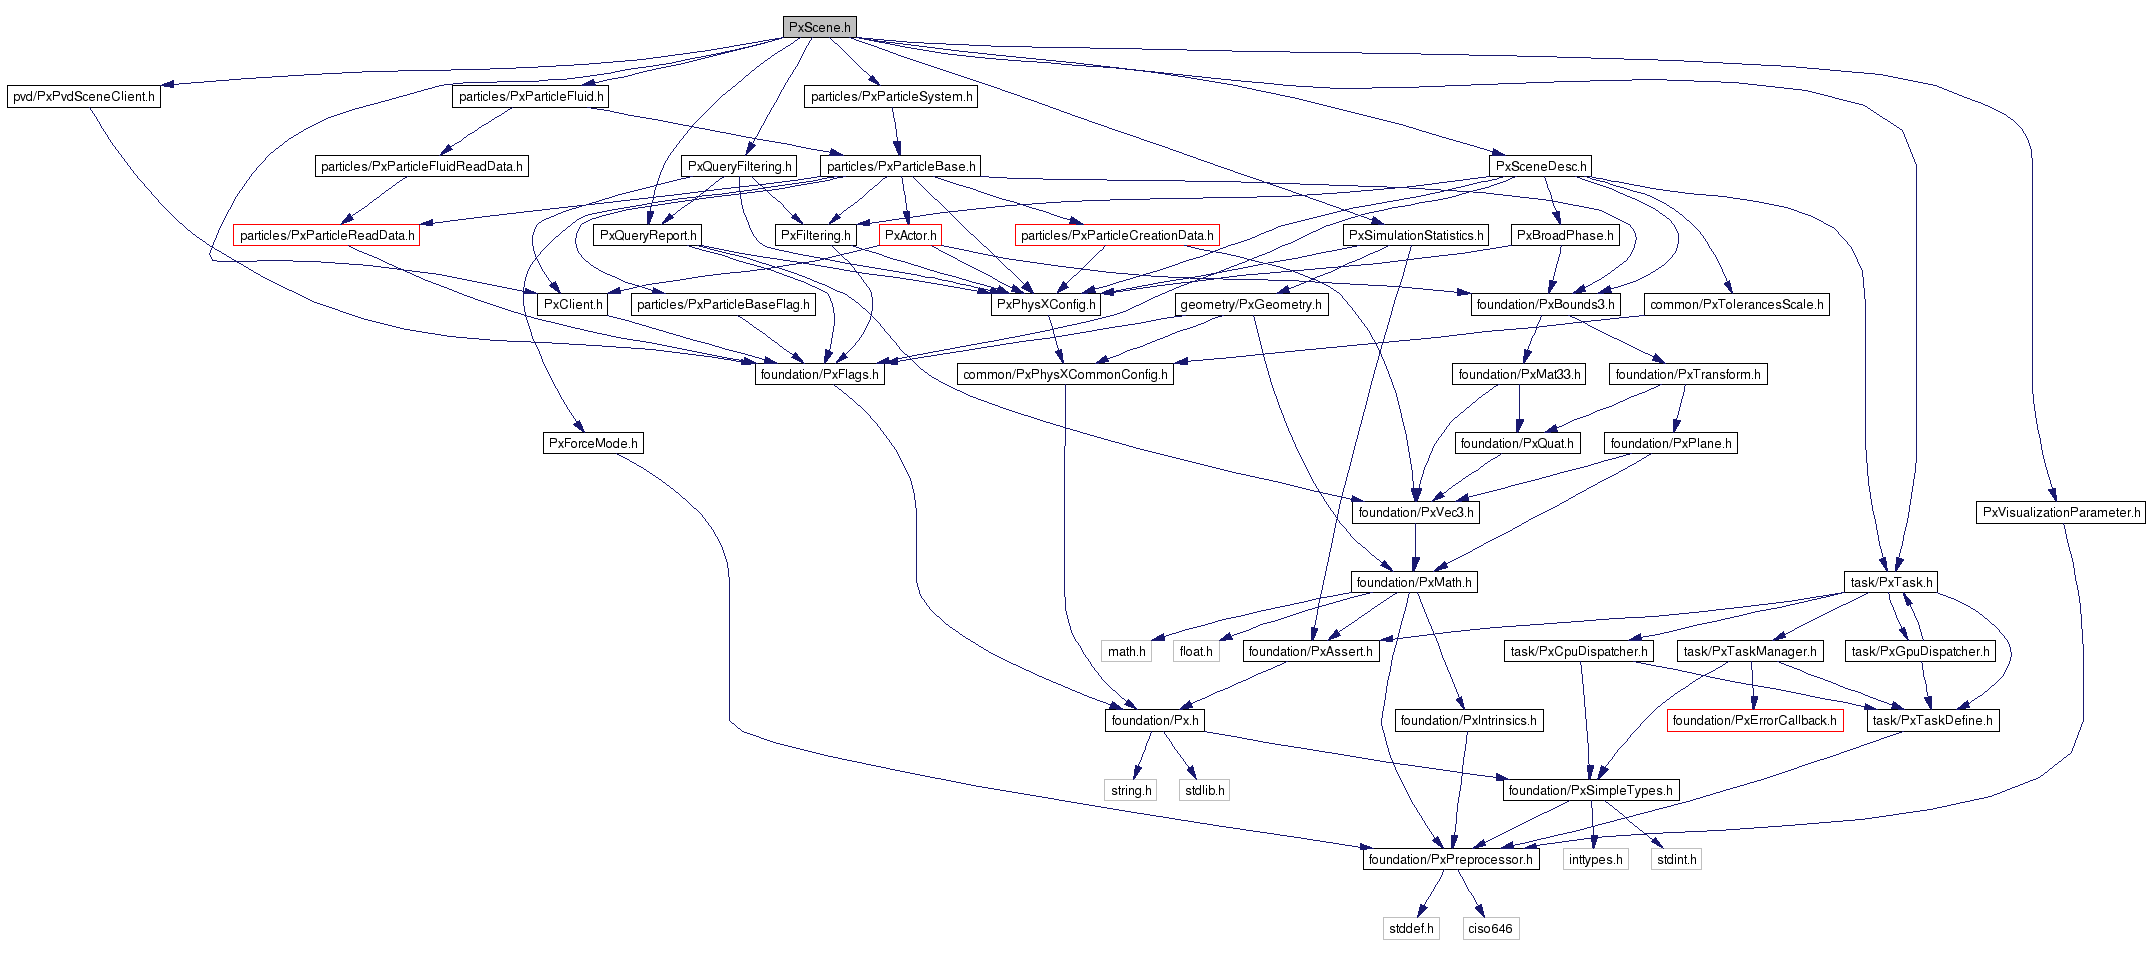 PxScene.h
pvd/PxPvdSceneClient.h
particles/PxParticleFluid.h
particles/PxParticleSystem.h
particles/PxParticleFluidReadData.h
PxQueryFiltering.h
particles/PxParticleBase.h
PxSceneDesc.h
particles/PxParticleReadData.h
PxQueryReport.h
PxFiltering.h
PxActor.h
particles/PxParticleCreationData.h
PxSimulationStatistics.h
PxBroadPhase.h
PxClient.h
particles/PxParticleBaseFlag.h
PxPhysXConfig.h
geometry/PxGeometry.h
foundation/PxBounds3.h
common/PxTolerancesScale.h
foundation/PxFlags.h
common/PxPhysXCommonConfig.h
foundation/PxMat33.h
foundation/PxTransform.h
PxForceMode.h
foundation/PxQuat.h
foundation/PxPlane.h
foundation/PxVec3.h
PxVisualizationParameter.h
foundation/PxMath.h
task/PxTask.h
math.h
float.h
foundation/PxAssert.h
task/PxCpuDispatcher.h
task/PxTaskManager.h
task/PxGpuDispatcher.h
foundation/Px.h
foundation/PxIntrinsics.h
foundation/PxErrorCallback.h
task/PxTaskDefine.h
string.h
stdlib.h
foundation/PxSimpleTypes.h
foundation/PxPreprocessor.h
inttypes.h
stdint.h
stddef.h
ciso646